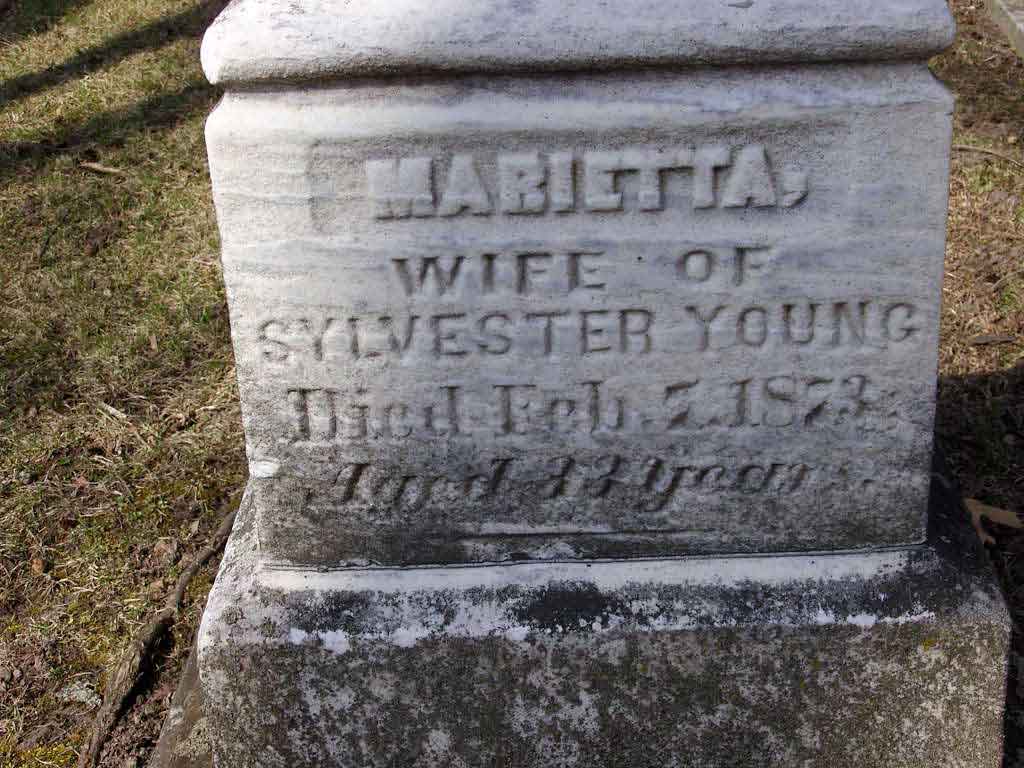 MARIETTA,
WIFE OF
SYLVESTER YOUNG
Died Feb. 7, 1873;
Aged Years